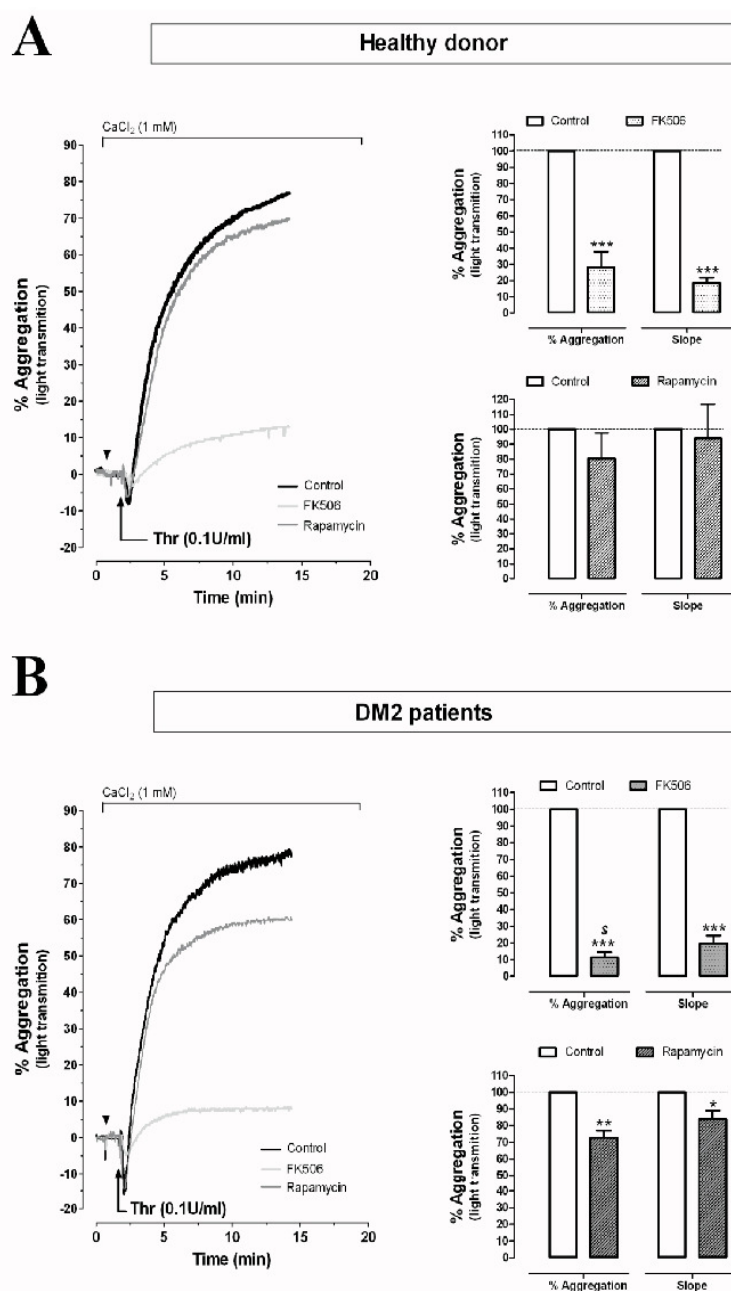 A
Healthy donor
CaCl₂ (1 mM)
90
80
70
60
50
40
30
20
10
0
-10
-20
% Aggregation
(light transmition)
Control
FK506
Rapamycin
Thr (0.1U/ml)
0 5 10 15 20
Time (min)
Control FK506
110
100
90
80
70
60
50
40
30
20
10
0
% Aggregation
(light transmition)
*** ***
% Aggregation Slope
Control Rapamycin
120
110
100
90
80
70
60
50
40
30
20
10
0
% Aggregation
(light transmition)
% Aggregation Slope
B
DM2 patients
CaCl₂ (1 mM)
90
80
70
60
50
40
30
20
10
0
-10
-20
% Aggregation
(light transmition)
Control
FK506
Rapamycin
Thr (0.1U/ml)
0 5 10 15 20
Time (min)
Control FK506
110
100
90
80
70
60
50
40
30
20
10
0
% Aggregation
(light transmition)
$
*** ***
% Aggregation Slope
Control Rapamycin
110
100
90
80
70
60
50
40
30
20
10
0
% Aggregation
(light transmition)
** *
% Aggregation Slope